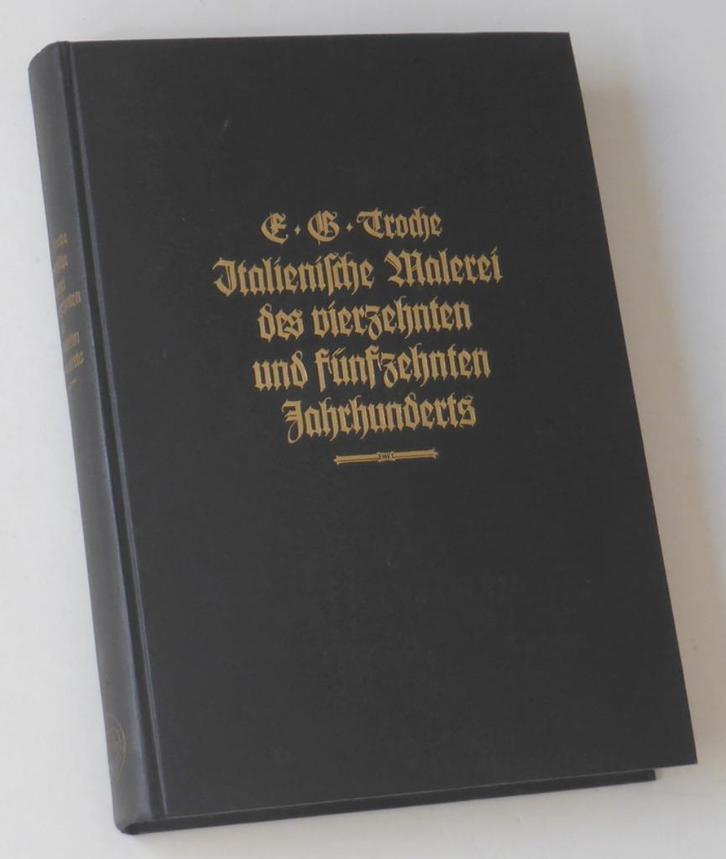 E · G · Troche
Italienische Malerei
des vierzehnten
und fünfzehnten
Jahrhunderts